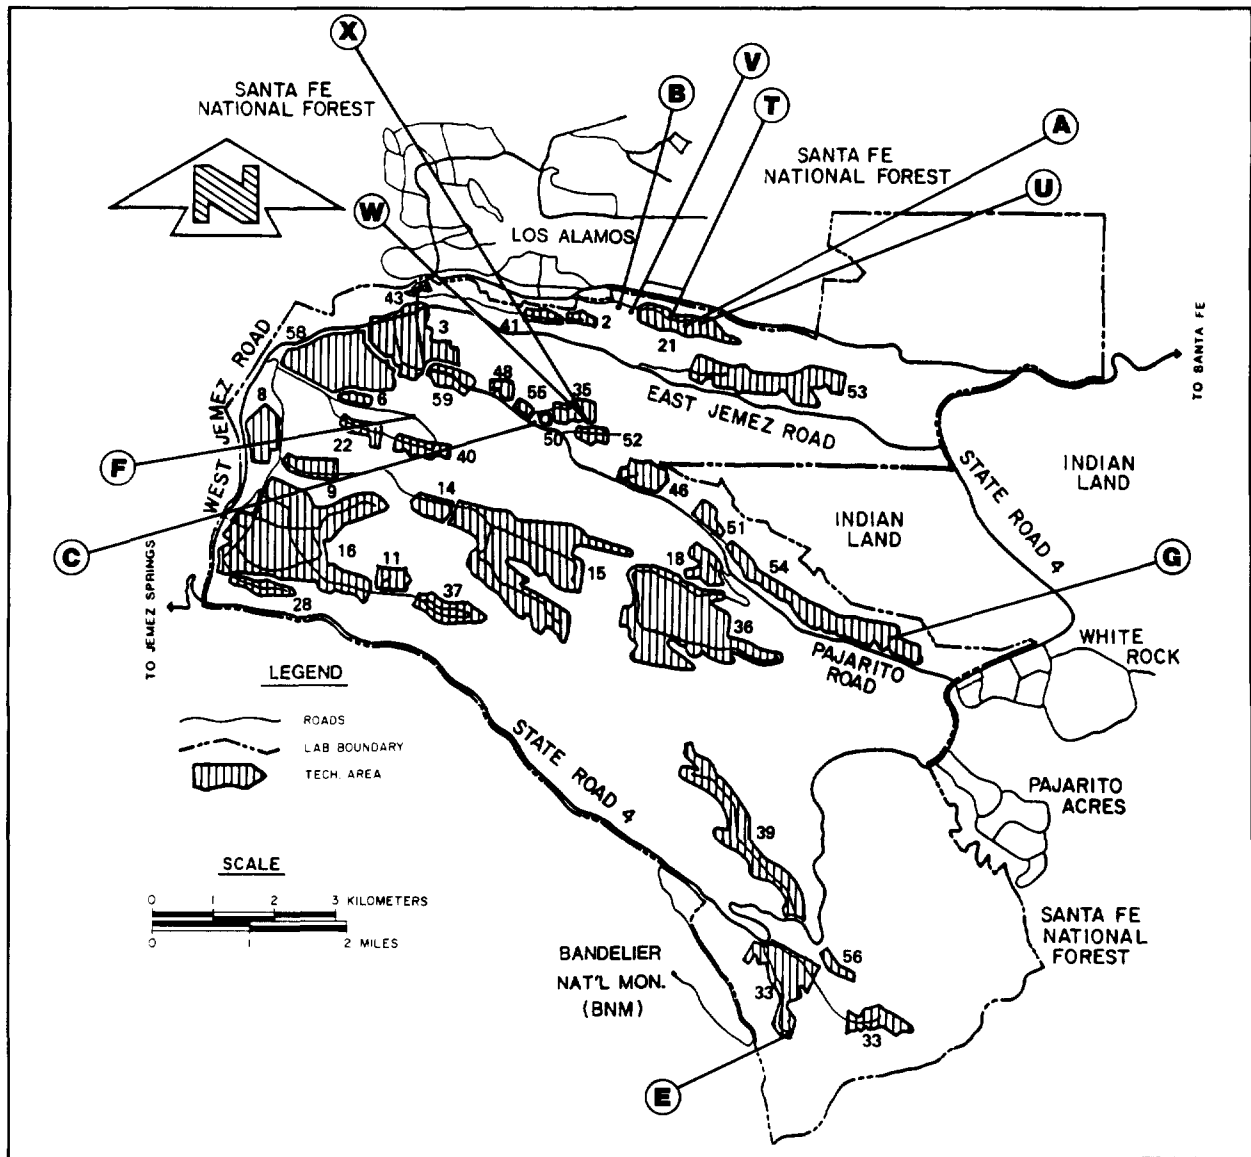 X
SANTA FE
NATIONAL FOREST
B
V
T
A
SANTA FE
NATIONAL FOREST
U
N
W
LOS ALAMOS
43
41
2
3
21
58
WEST JEMEZ ROAD
8
6
59
48
55
35
EAST JEMEZ ROAD
53
TO SANTA FE
22
40
50
52
F
STATE ROAD 4
INDIAN
LAND
9
14
46
51
INDIAN
LAND
C
16
11
15
18
54
G
28
37
36
TO JEMEZ SPRINGS
PAJARITO
ROAD
WHITE
ROCK
LEGEND
ROADS
LAB BOUNDARY
TECH. AREA
STATE ROAD 4
PAJARITO
ACRES
39
SCALE
0 1 2 3 KILOMETERS
0 1 2 MILES
SANTA FE
NATIONAL
FOREST
BANDELIER
NAT'L MON.
(BNM)
56
33
33
E